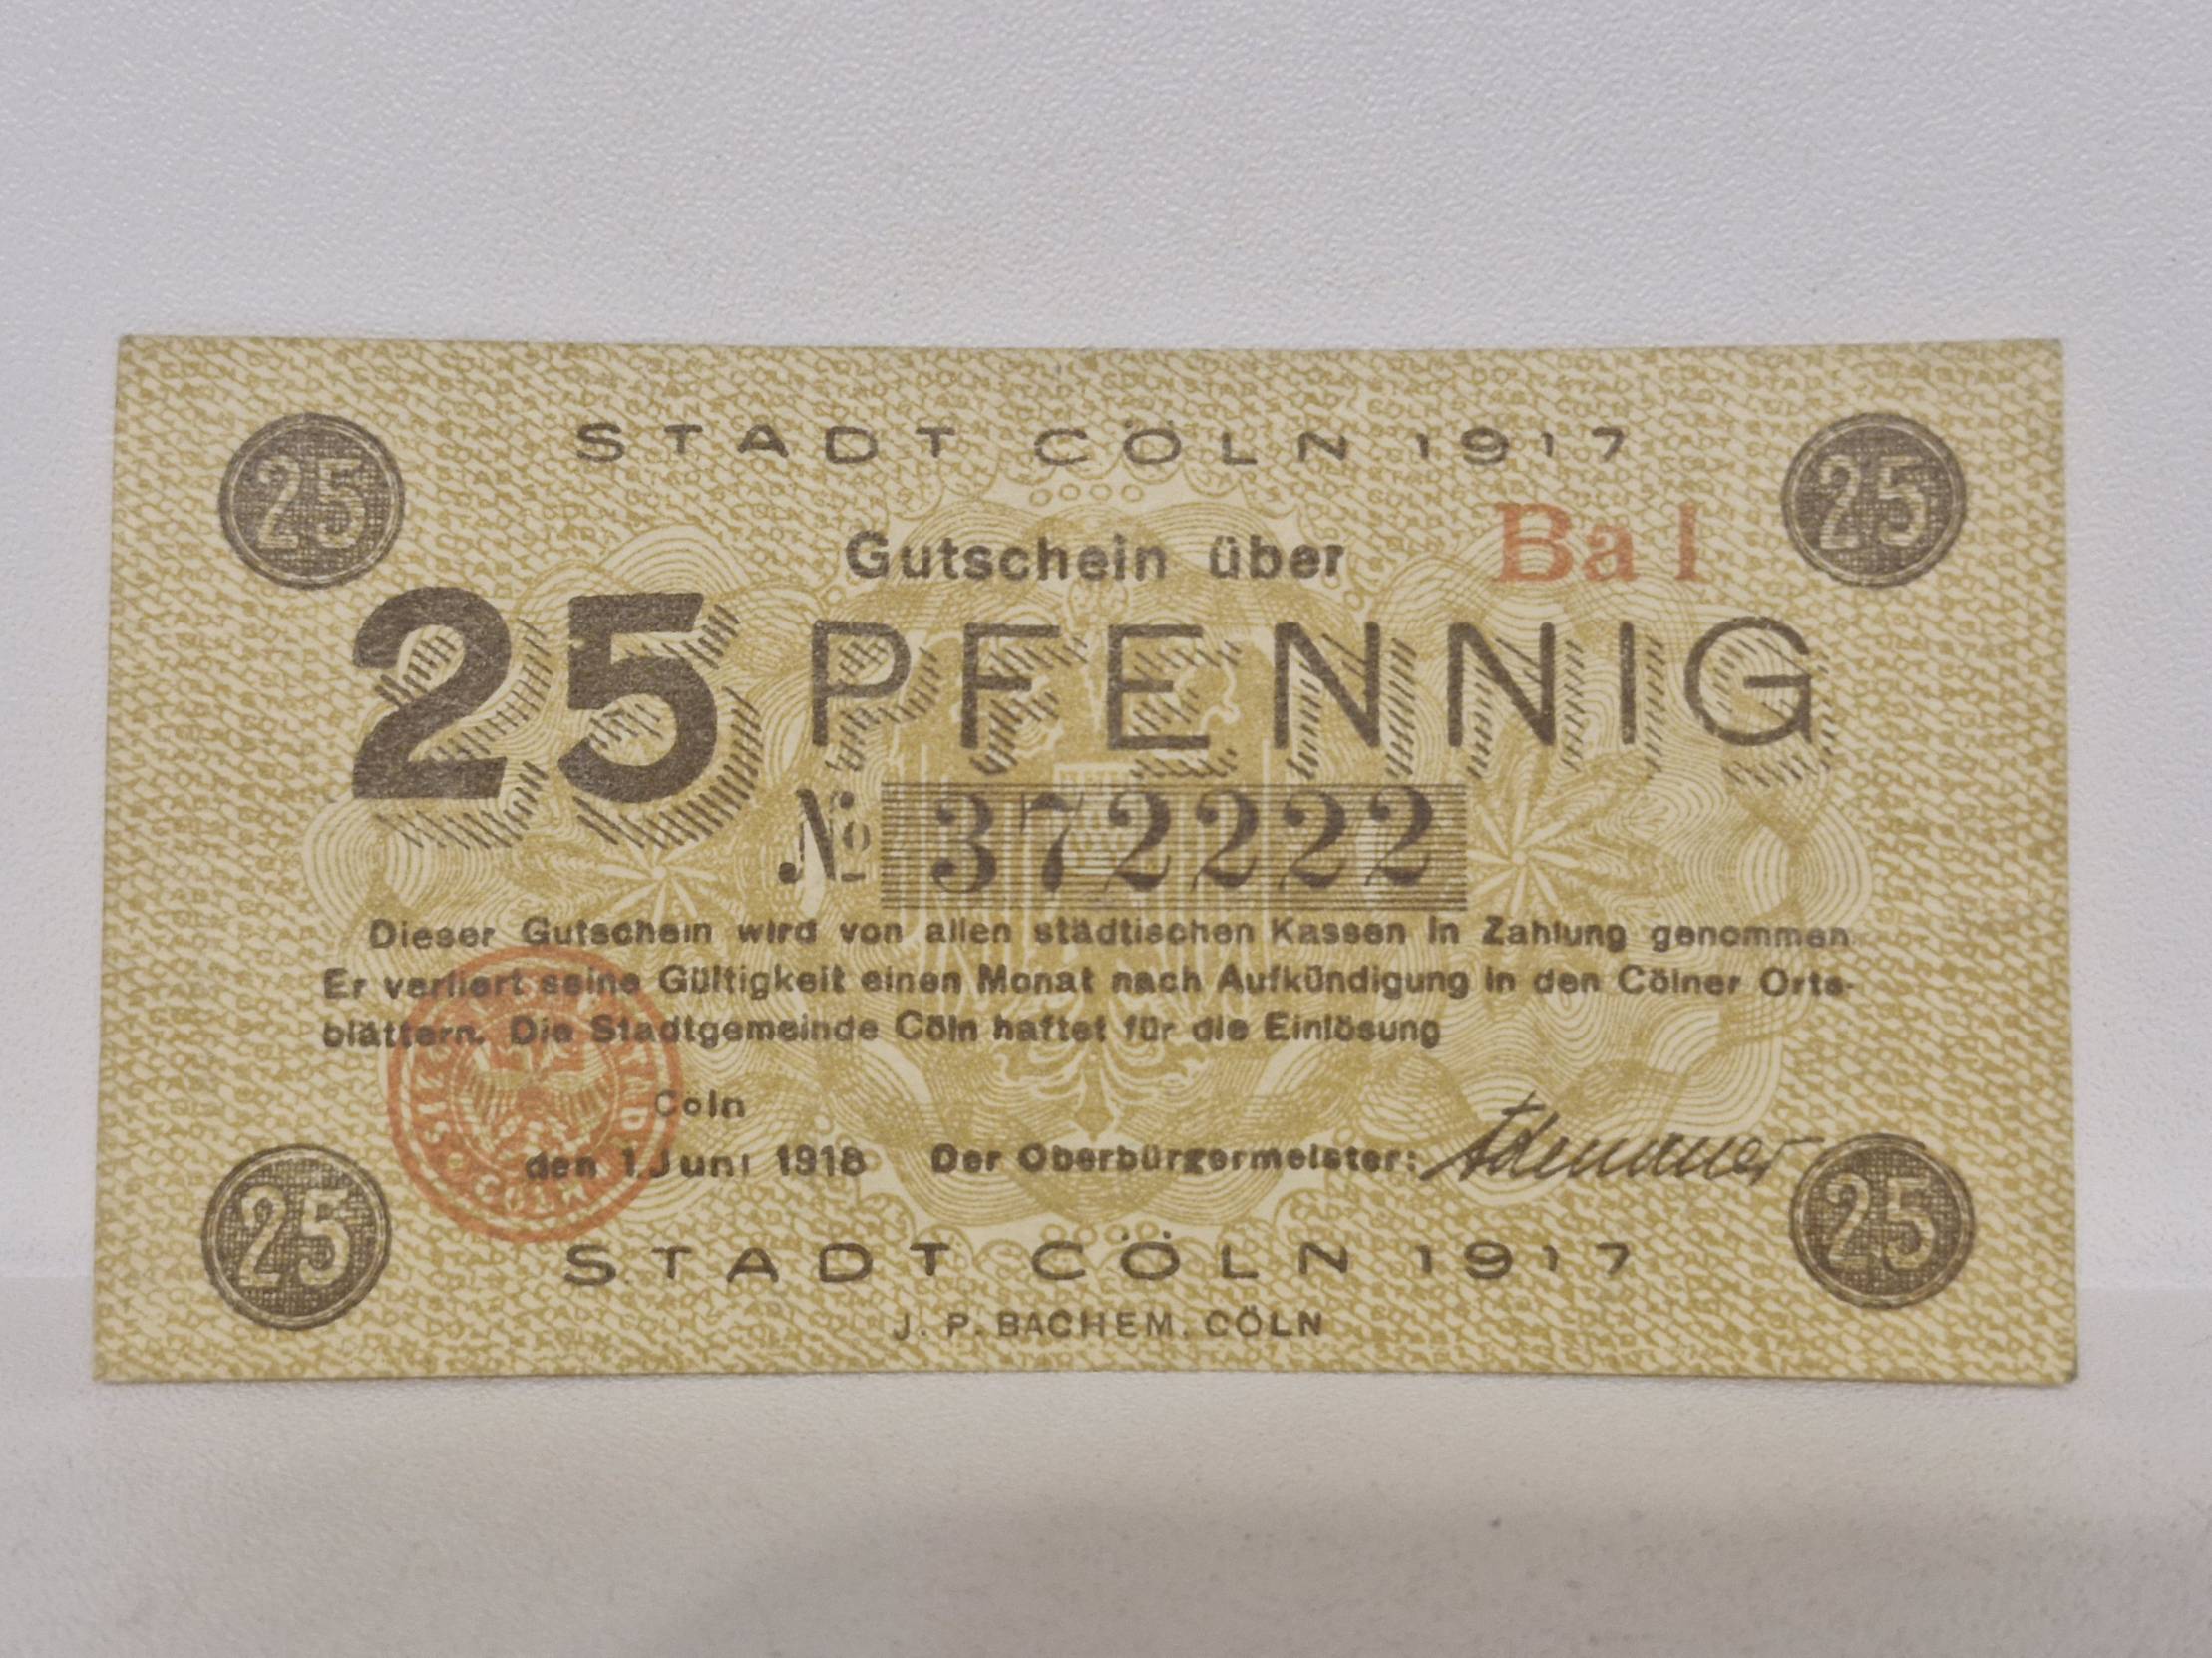 STADT CÖLN 1917
25
25
Gutschein über
Ba 1
25 PFENNIG
№ 372222
Dieser Gutschein wird von allen städtischen Kassen in Zahlung genommen.
Er verliert seine Gültigkeit einen Monat nach Aufkündigung in den Cölner Orts-
blättern. Die Stadtgemeinde Cöln haftet für die Einlösung
Cöln
den 1. Juni 1918 Der Oberbürgermeister: Adenauer
25
25
STADT CÖLN 1917
J. P. BACHEM, CÖLN